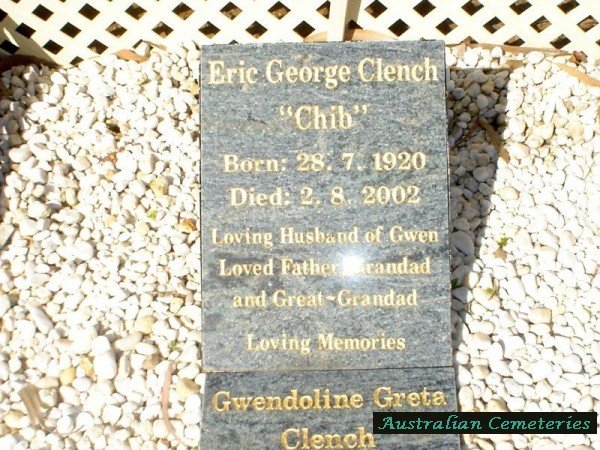 Eric George Clench
"Chib"
Born: 28. 7. 1920
Died: 2. 8. 2002
Loving Husband of Gwen
Loved Father, Grandad
and Great~Grandad
Loving Memories
Gwendoline Greta
Clench
Australian Cemeteries